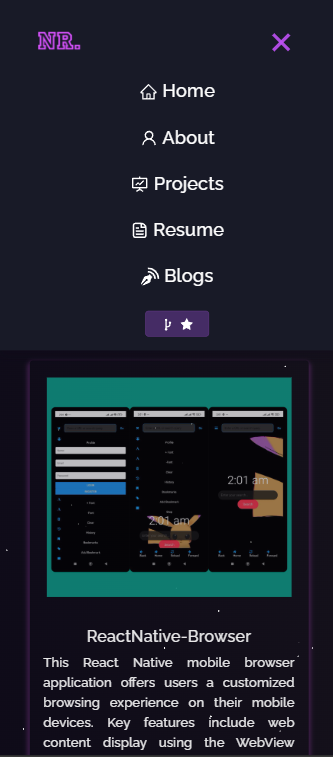 NR.
Home
About
Projects
Resume
Blogs
Profile
2:01 am
2:01 am
ReactNative-Browser
This React Native mobile browser
application offers users a customized
browsing experience on their mobile
devices. Key features include web
content display using the WebView